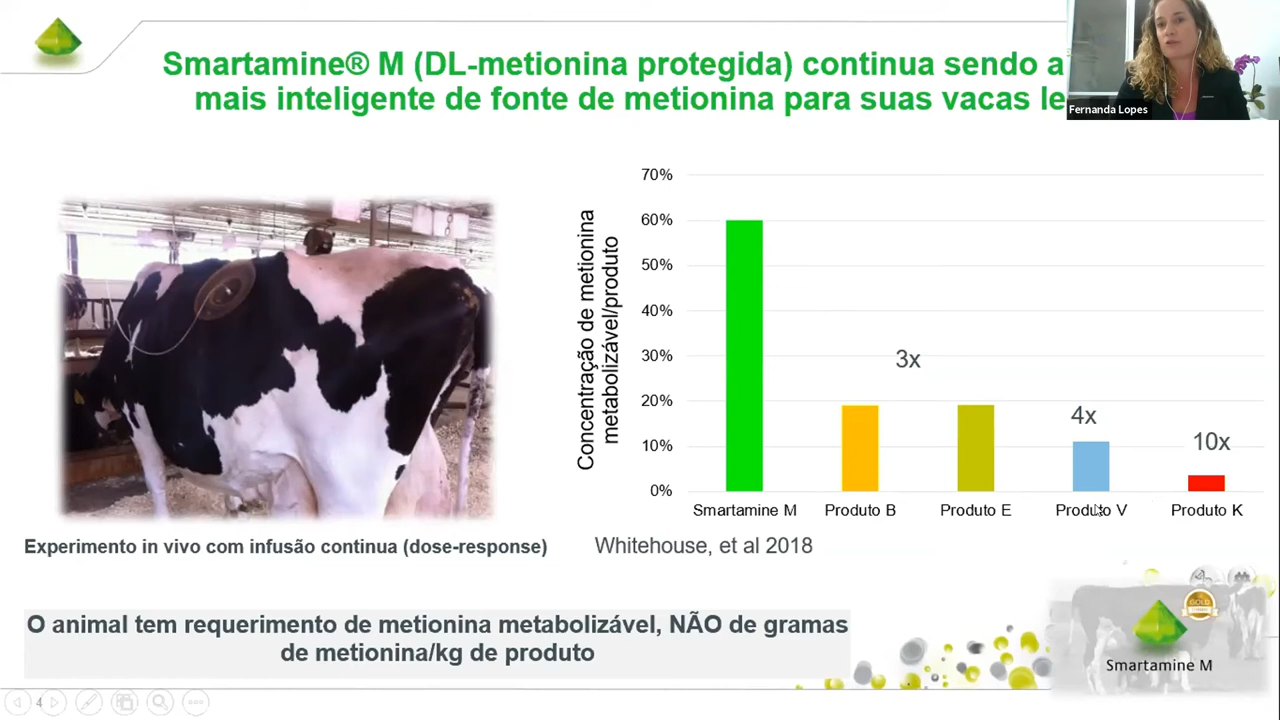 Smartamine® M (DL-metionina protegida) continua sendo a
mais inteligente de fonte de metionina para suas vacas le
Fernanda Lopes
Concentração de metionina
metabolizável/produto
70%
60%
50%
40%
30%
20%
10%
0%
3x
4x
10x
Smartamine M
Produto B
Produto E
Produto V
Produto K
Experimento in vivo com infusão continua (dose-response)
Whitehouse, et al 2018
O animal tem requerimento de metionina metabolizável, NÃO de gramas
de metionina/kg de produto
GOLD
Smartamine M
4